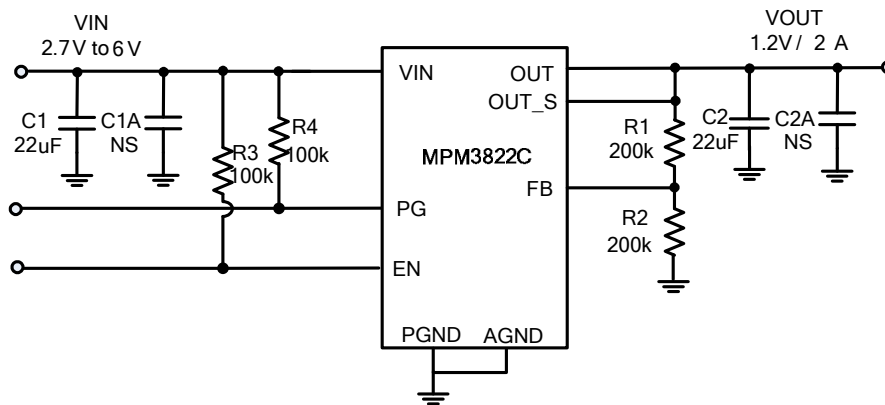 VIN
2.7V to 6V
VOUT
1.2V / 2 A
VIN
OUT
OUT_S
C1
22uF
C1A
NS
R3
100k
R4
100k
MPM3822C
R1
200k
C2
22uF
C2A
NS
FB
PG
R2
200k
EN
PGND
AGND